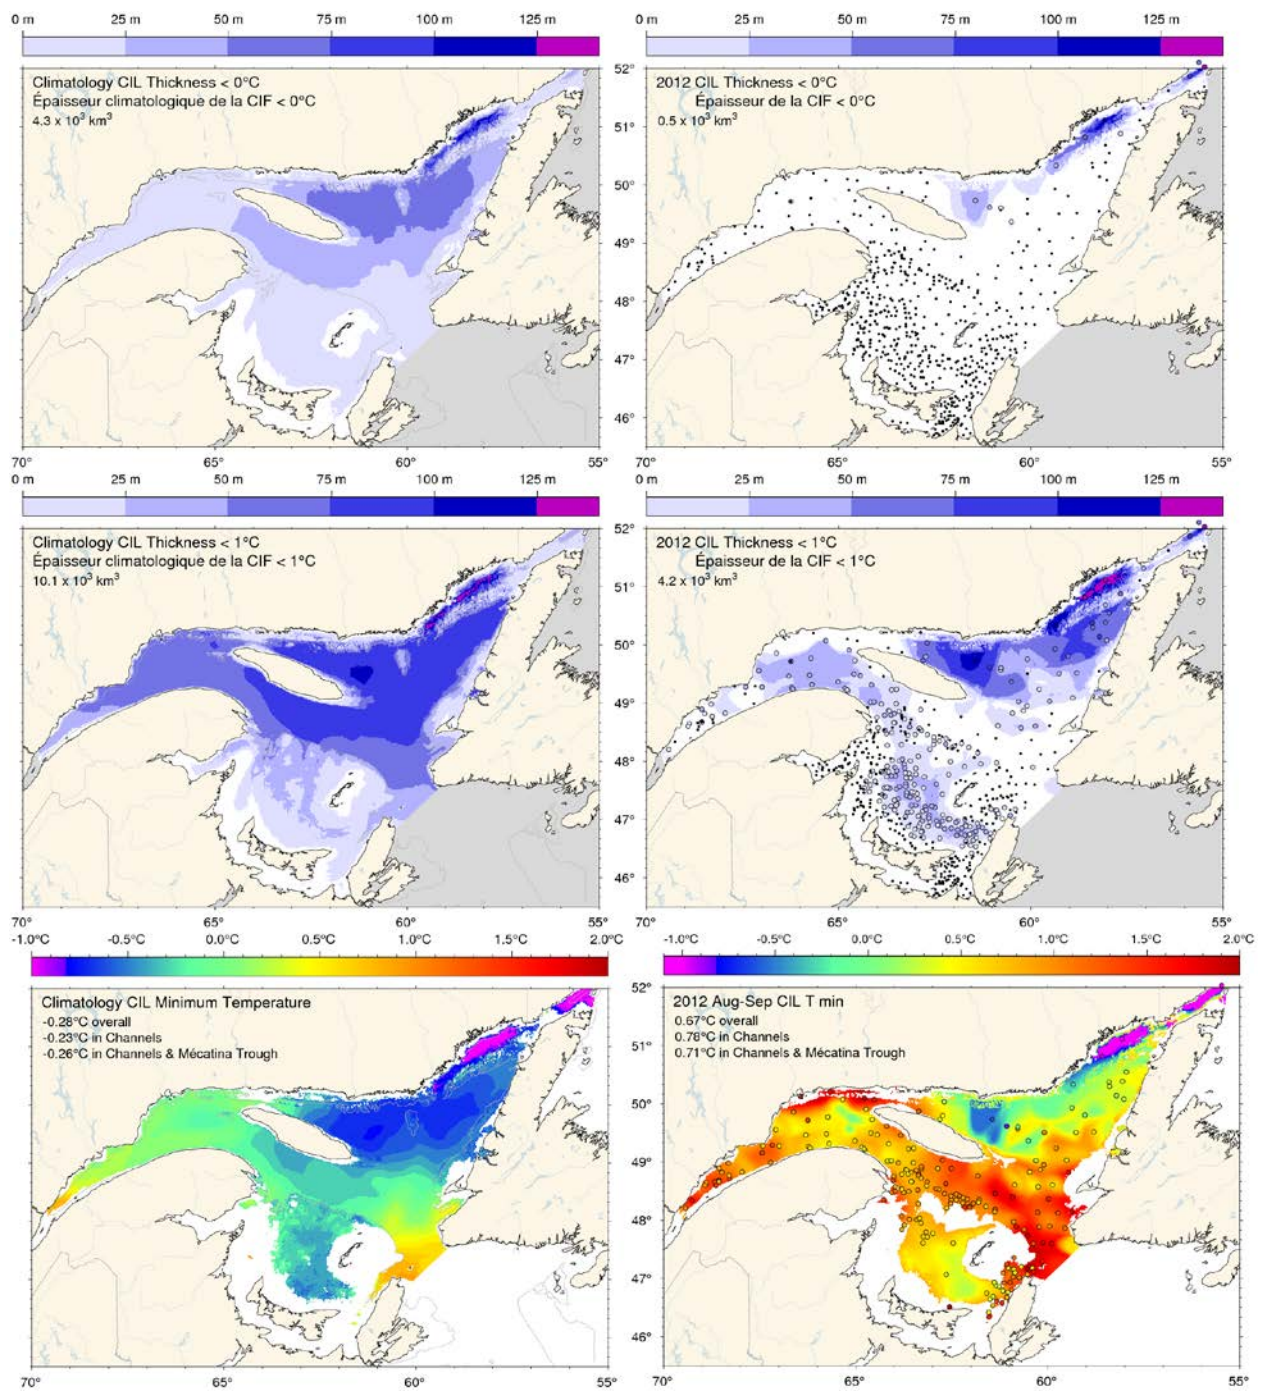 0 m 25 m 50 m 75 m 100 m 125 m
0 m 25 m 50 m 75 m 100 m 125 m
Climatology CIL Thickness < 0°C
Épaisseur climatologique de la CIF < 0°C
4.3 x 10³ km³
52°
51°
50°
49°
48°
47°
46°
70° 65° 60° 55°
2012 CIL Thickness < 0°C
Épaisseur de la CIF < 0°C
0.5 x 10³ km³
70° 65° 60° 55°
0 m 25 m 50 m 75 m 100 m 125 m
0 m 25 m 50 m 75 m 100 m 125 m
Climatology CIL Thickness < 1°C
Épaisseur climatologique de la CIF < 1°C
10.1 x 10³ km³
52°
51°
50°
49°
48°
47°
46°
70° 65° 60° 55°
2012 CIL Thickness < 1°C
Épaisseur de la CIF < 1°C
4.2 x 10³ km³
70° 65° 60° 55°
-1.0°C -0.5°C 0.0°C 0.5°C 1.0°C 1.5°C 2.0°C
-1.0°C -0.5°C 0.0°C 0.5°C 1.0°C 1.5°C 2.0°C
Climatology CIL Minimum Temperature
-0.28°C overall
-0.23°C in Channels
-0.26°C in Channels & Mécatina Trough
52°
51°
50°
49°
48°
47°
46°
70° 65° 60° 55°
2012 Aug-Sep CIL T min
0.67°C overall
0.78°C in Channels
0.71°C in Channels & Mécatina Trough
65° 60° 55°